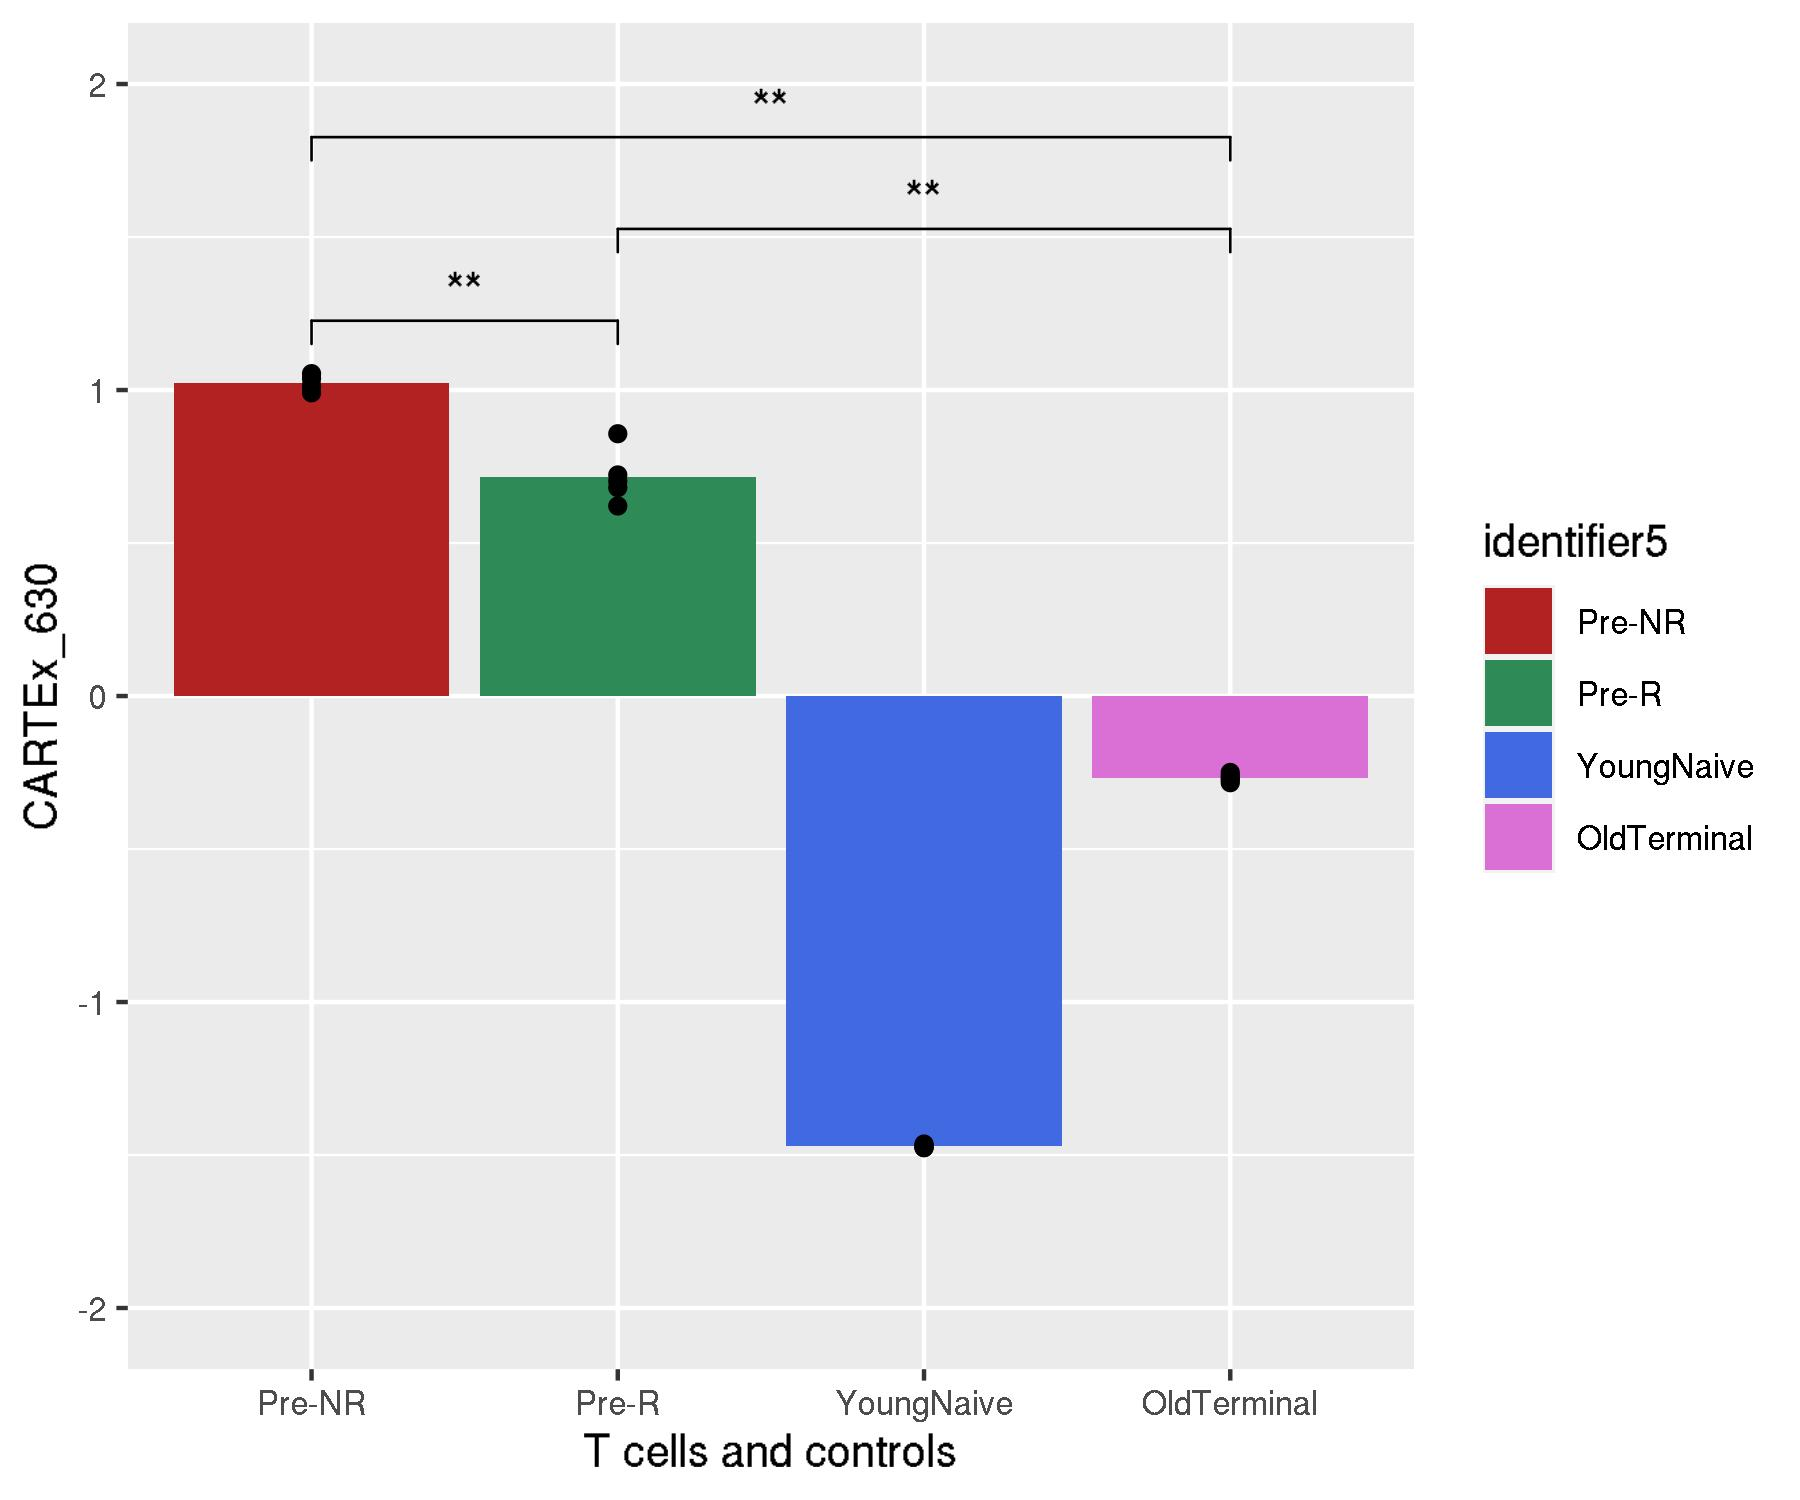 2
**
**
**
1
0
-1
-2
CARTEx_630
Pre-NR
Pre-R
YoungNaive
OldTerminal
T cells and controls
identifier5
Pre-NR
Pre-R
YoungNaive
OldTerminal